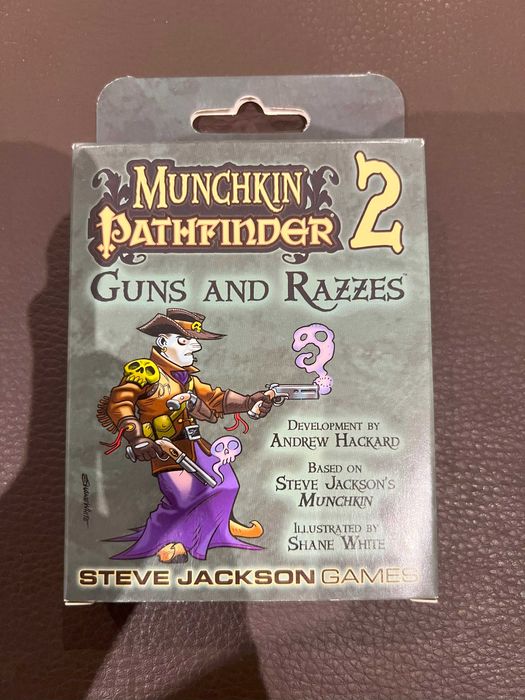 MUNCHKIN
PATHFINDER 2
GUNS AND RAZZES™
DEVELOPMENT BY
ANDREW HACKARD
BASED ON
STEVE JACKSON'S
MUNCHKIN
ILLUSTRATED BY
SHANE WHITE
STEVE JACKSON GAMES